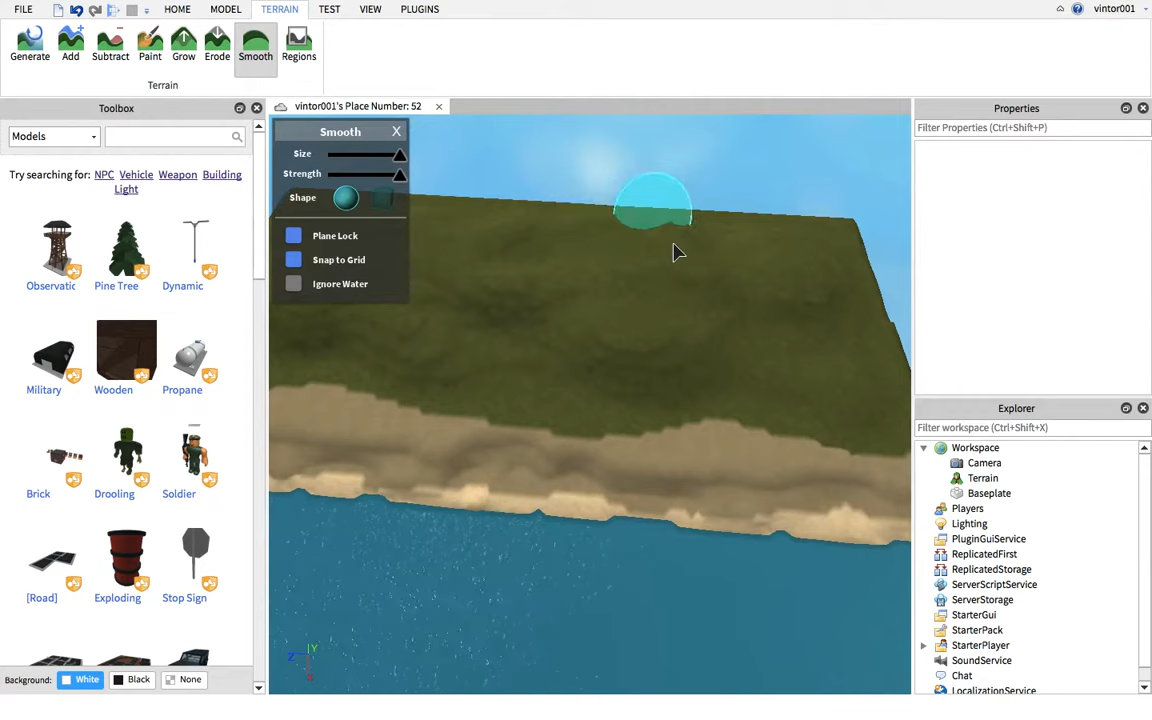 FILE HOME MODEL TERRAIN TEST VIEW PLUGINS vintor001
Generate Add Subtract Paint Grow Erode Smooth Regions
Terrain
Toolbox
vintor001's Place Number: 52
Properties
Models
Filter Properties (Ctrl+Shift+P)
Try searching for: NPC Vehicle Weapon Building
Light
Smooth X
Size
Strength
Shape
Plane Lock
Snap to Grid
Ignore Water
Observatic Pine Tree Dynamic
Military Wooden Propane
Brick Drooling Soldier
[Road] Exploding Stop Sign
Explorer
Filter workspace (Ctrl+Shift+X)
Workspace
Camera
Terrain
Baseplate
Players
Lighting
PluginGuiService
ReplicatedFirst
ReplicatedStorage
ServerScriptService
ServerStorage
StarterGui
StarterPack
StarterPlayer
SoundService
Chat
LocalizationService
Background: White Black None
Y
Z
X